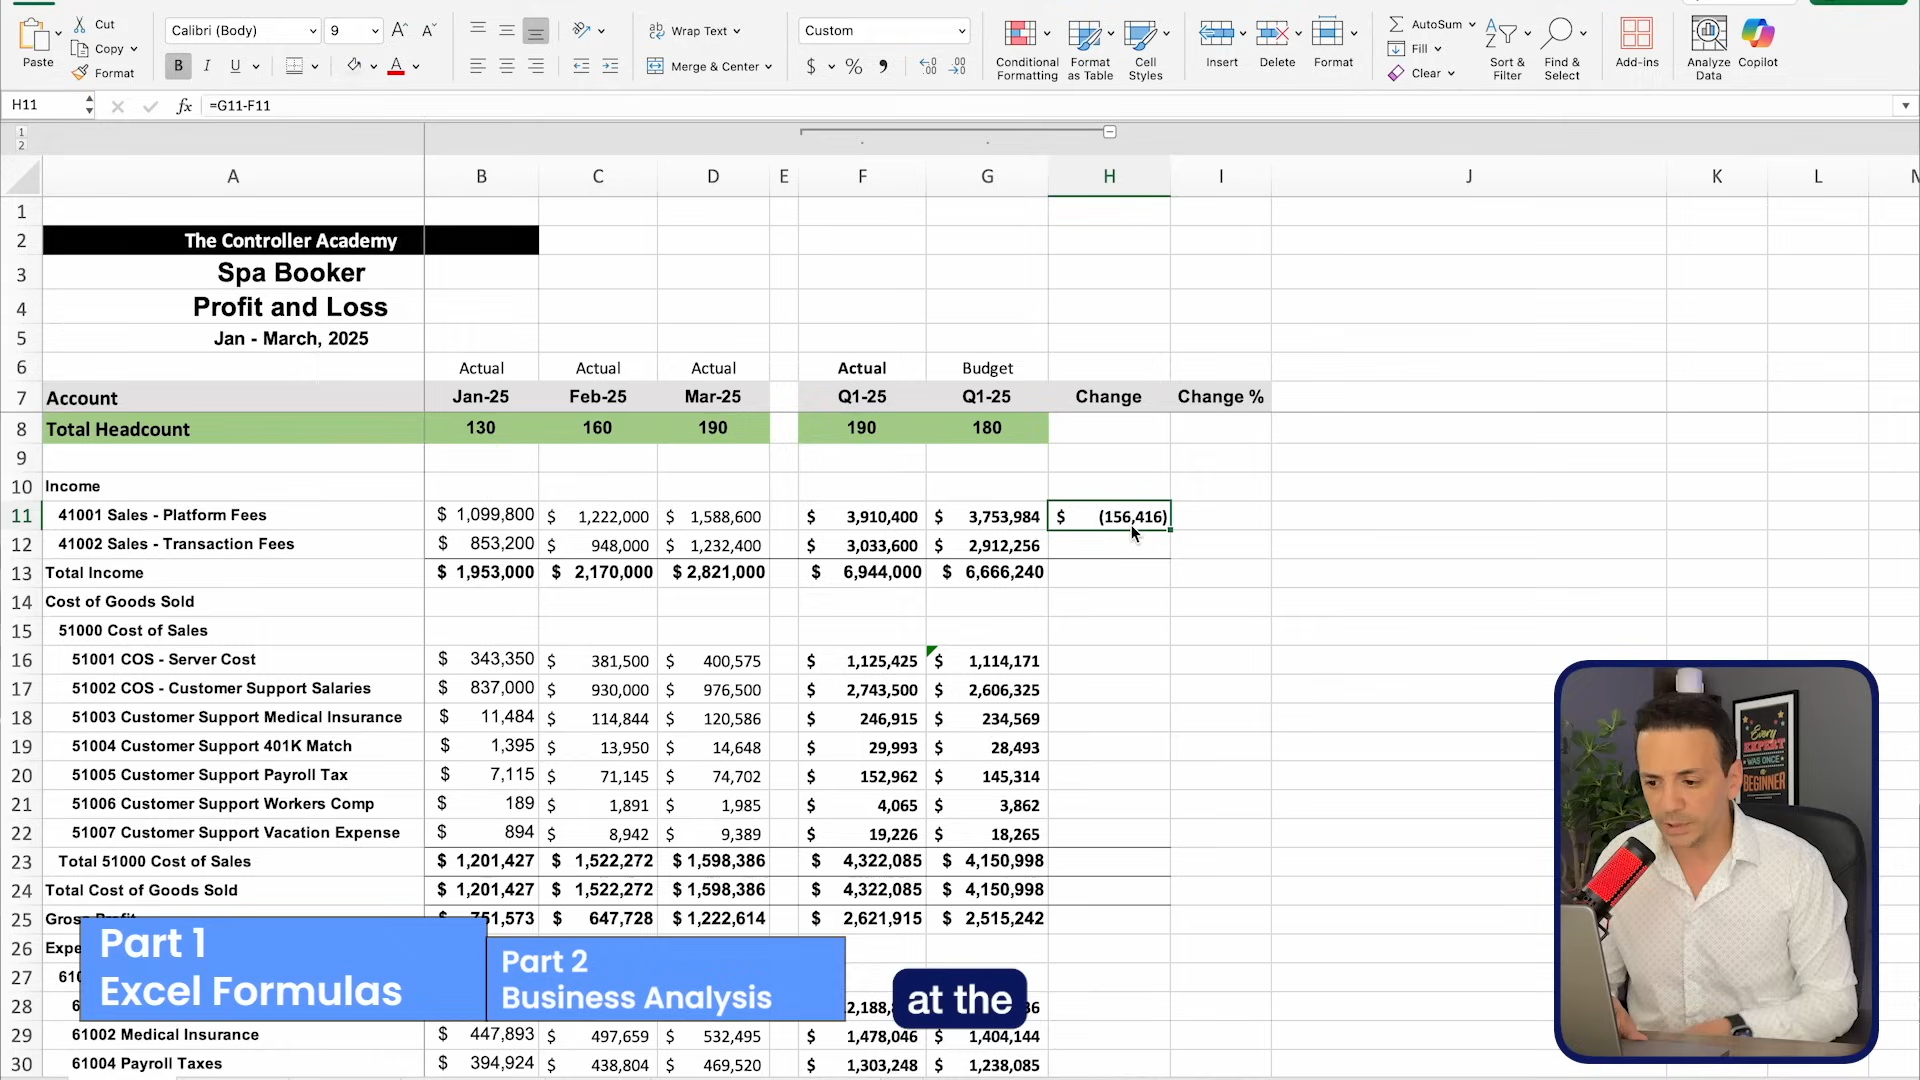 Cut
Calibri (Body) 9 A^ Aˇ
Wrap Text
Custom
AutoSum
Paste
Copy
Format
B I U
Merge & Center
$ % 9
Conditional Formatting
Format as Table
Cell Styles
Insert
Delete
Format
Fill
Clear
Sort & Filter
Find & Select
Add-ins
Analyze Data
Copilot
H11 fx =G11-F11
1
2
A B C D E F G H I J K L
1
2 The Controller Academy
3 Spa Booker
4 Profit and Loss
5 Jan - March, 2025
6 Actual Actual Actual Actual Budget
7 Account Jan-25 Feb-25 Mar-25 Q1-25 Q1-25 Change Change %
8 Total Headcount 130 160 190 190 180
9
10 Income
11 41001 Sales - Platform Fees $ 1,099,800 $ 1,222,000 $ 1,588,600 $ 3,910,400 $ 3,753,984 $ (156,416)
12 41002 Sales - Transaction Fees $ 853,200 $ 948,000 $ 1,232,400 $ 3,033,600 $ 2,912,256
13 Total Income $ 1,953,000 $ 2,170,000 $ 2,821,000 $ 6,944,000 $ 6,666,240
14 Cost of Goods Sold
15 51000 Cost of Sales
16 51001 COS - Server Cost $ 343,350 $ 381,500 $ 400,575 $ 1,125,425 $ 1,114,171
17 51002 COS - Customer Support Salaries $ 837,000 $ 930,000 $ 976,500 $ 2,743,500 $ 2,606,325
18 51003 Customer Support Medical Insurance $ 11,484 $ 114,844 $ 120,586 $ 246,915 $ 234,569
19 51004 Customer Support 401K Match $ 1,395 $ 13,950 $ 14,648 $ 29,993 $ 28,493
20 51005 Customer Support Payroll Tax $ 7,115 $ 71,145 $ 74,702 $ 152,962 $ 145,314
21 51006 Customer Support Workers Comp $ 189 $ 1,891 $ 1,985 $ 4,065 $ 3,862
22 51007 Customer Support Vacation Expense $ 894 $ 8,942 $ 9,389 $ 19,226 $ 18,265
23 Total 51000 Cost of Sales $ 1,201,427 $ 1,522,272 $ 1,598,386 $ 4,322,085 $ 4,150,998
24 Total Cost of Goods Sold $ 1,201,427 $ 1,522,272 $ 1,598,386 $ 4,322,085 $ 4,150,998
25 $ 647,728 $ 1,222,614 $ 2,621,915 $ 2,515,242
26
27
28
29 61002 Medical Insurance $ 447,893 $ 497,659 $ 532,495 $ 1,478,046 $ 1,404,144
30 61004 Payroll Taxes $ 394,924 $ 438,804 $ 469,520 $ 1,303,248 $ 1,238,085
Part 1
Excel Formulas
Part 2
Business Analysis
at the
Every
EXPERT
WAS ONCE
A
BEGINNER